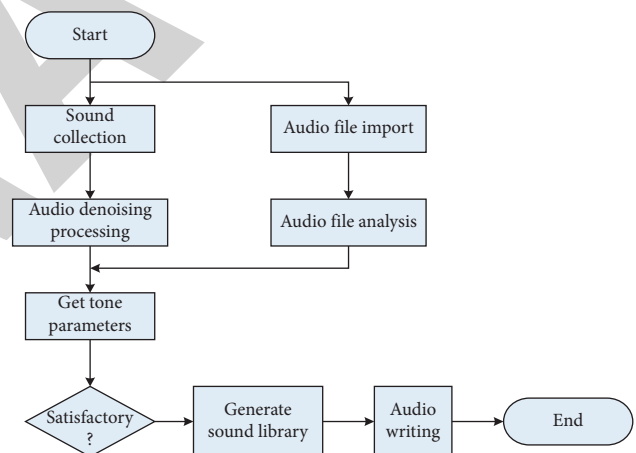 Start
Sound
collection
Audio file import
Audio denoising
processing
Audio file analysis
Get tone
parameters
Satisfactory
?
Generate
sound library
Audio
writing
End